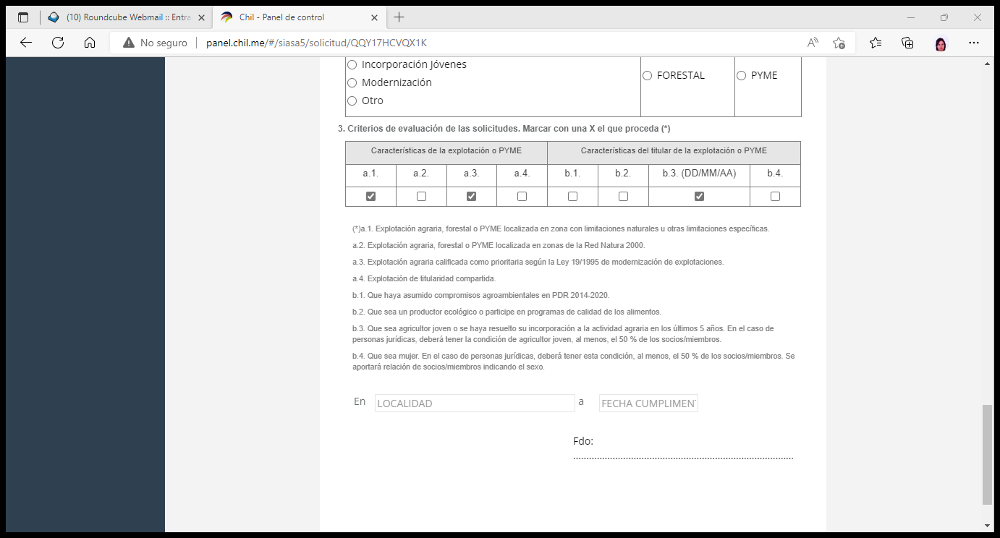 (10) Roundcube Webmail :: Entra
Chil - Panel de control
No seguro
panel.chil.me/#/siasa5/solicitud/QQY17HCVQX1K
Incorporación Jóvenes
Modernización
Otro
FORESTAL
PYME
3. Criterios de evaluación de las solicitudes. Marcar con una X el que proceda (*)
Características de la explotación o PYME
Características del titular de la explotación o PYME
a.1. a.2. a.3. a.4. b.1. b.2. b.3. (DD/MM/AA) b.4.
(*)a.1. Explotación agraria, forestal o PYME localizada en zona con limitaciones naturales u otras limitaciones específicas.
a.2. Explotación agraria, forestal o PYME localizada en zonas de la Red Natura 2000.
a.3. Explotación agraria calificada como prioritaria según la Ley 19/1995 de modernización de explotaciones.
a.4. Explotación de titularidad compartida.
b.1. Que haya asumido compromisos agroambientales en PDR 2014-2020.
b.2. Que sea un productor ecológico o participe en programas de calidad de los alimentos.
b.3. Que sea agricultor joven o se haya resuelto su incorporación a la actividad agraria en los últimos 5 años. En el caso de
personas jurídicas, deberá tener la condición de agricultor joven, al menos, el 50 % de los socios/miembros.
b.4. Que sea mujer. En el caso de personas jurídicas, deberá tener esta condición, al menos, el 50 % de los socios/miembros. Se
aportará relación de socios/miembros indicando el sexo.
En LOCALIDAD a FECHA CUMPLIMEN
Fdo:
....................................................................................